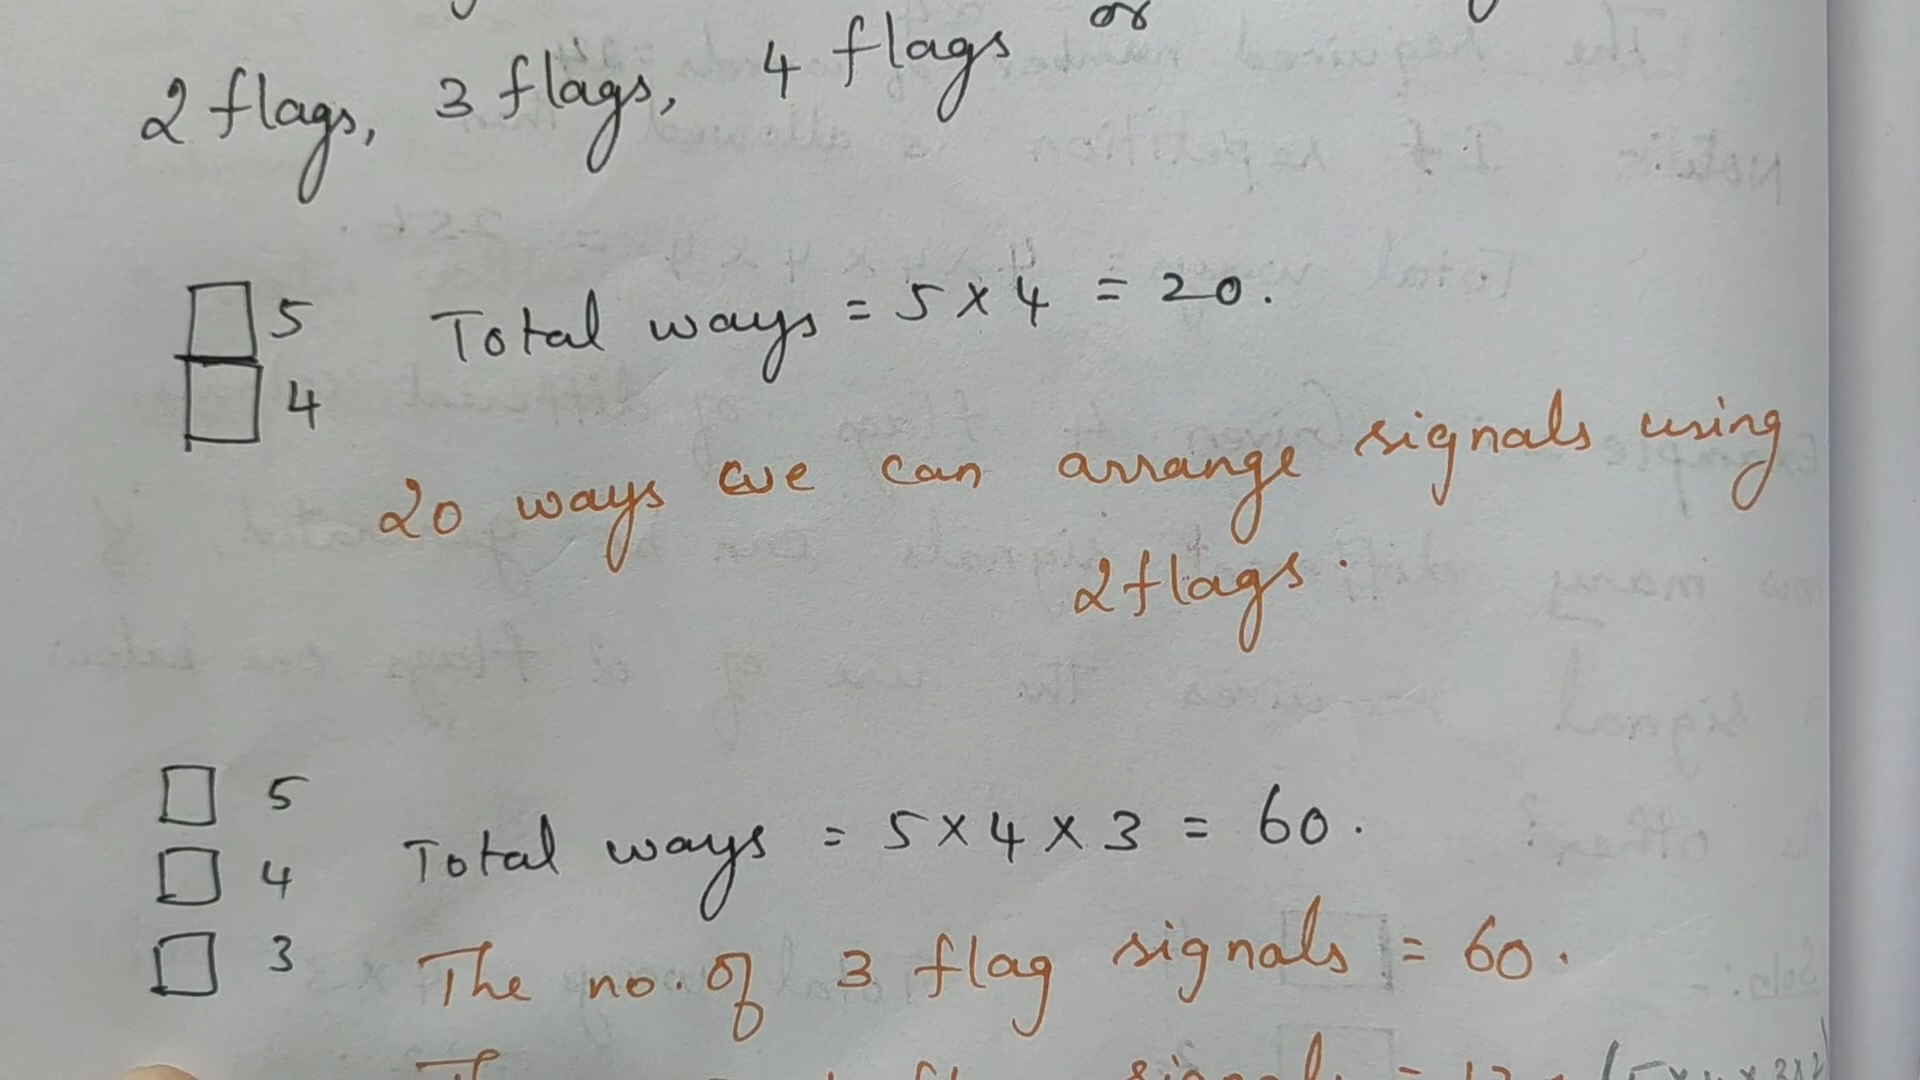 or
2 flags, 3 flags, 4 flags
5 Total ways = 5 × 4 = 20.
4
20 ways we can arrange signals using
2 flags.
5
Total ways = 5 × 4 × 3 = 60.
4
3 The no. of 3 flag signals = 60.